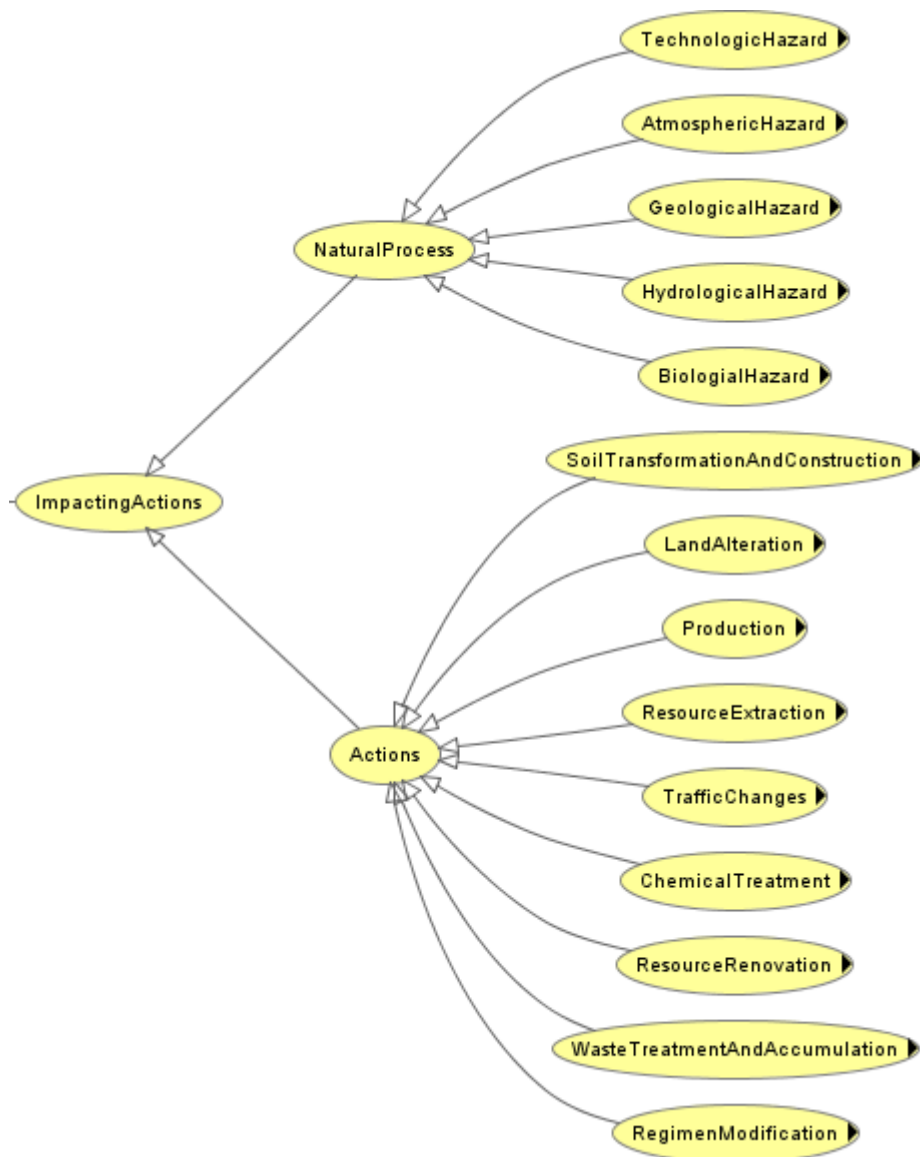 TechnologicHazard
AtmosphericHazard
GeologicalHazard
NaturalProcess
HydrologicalHazard
BiologialHazard
SoilTransformationAndConstruction
ImpactingActions
LandAlteration
Production
ResourceExtraction
Actions
TrafficChanges
ChemicalTreatment
ResourceRenovation
WasteTreatmentAndAccumulation
RegimenModification